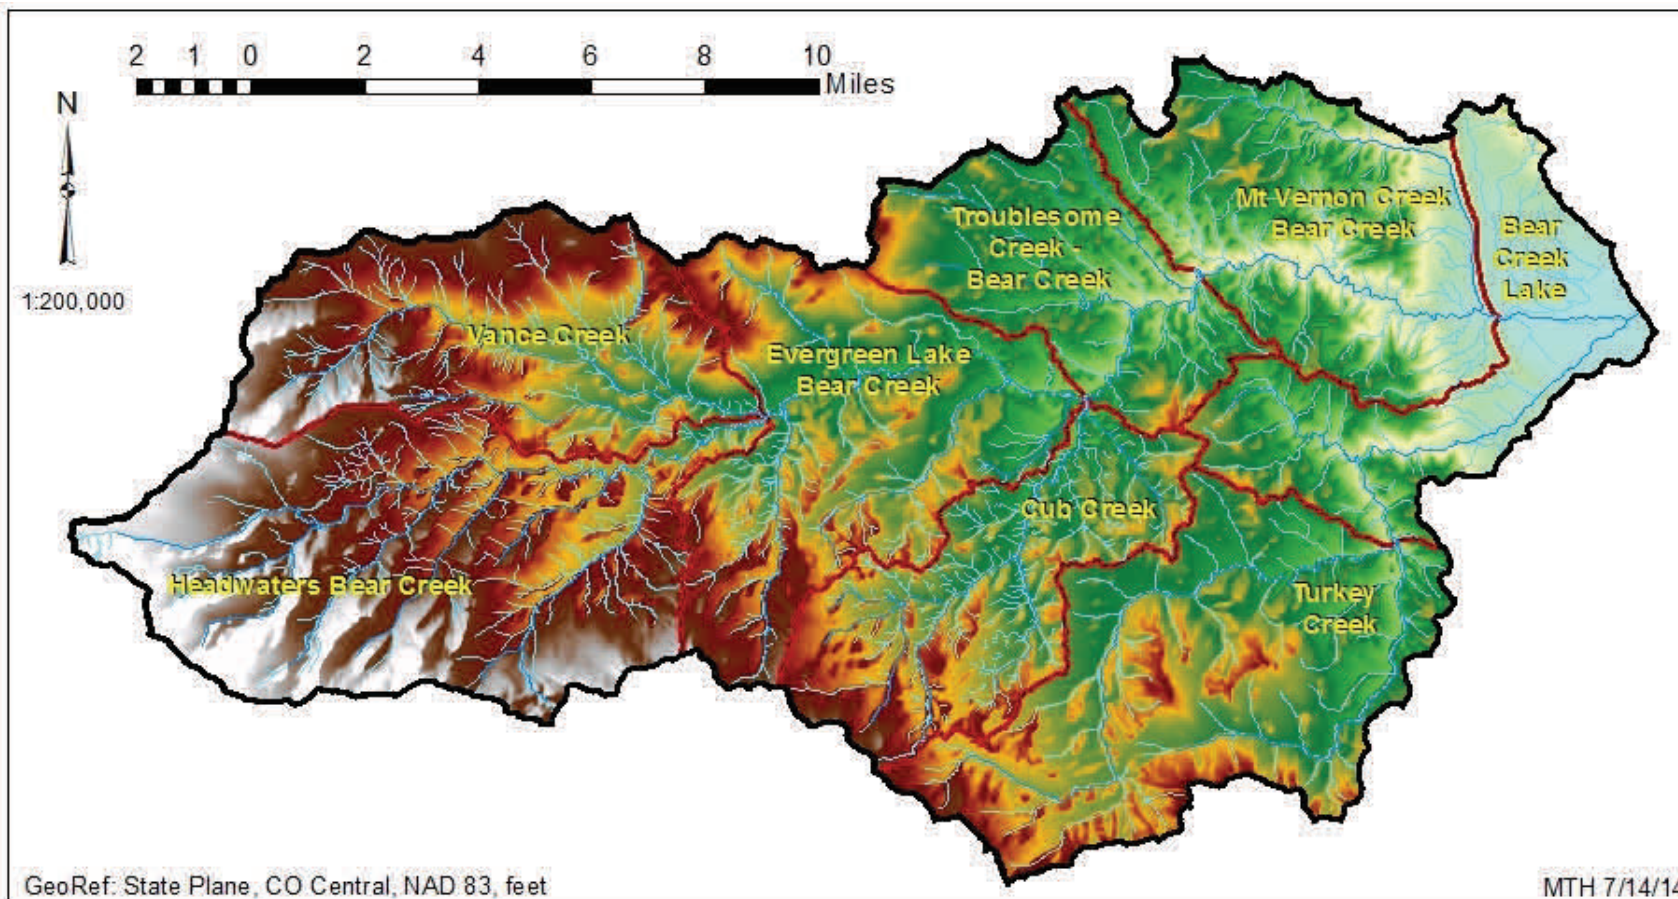 2 1 0 2 4 6 8 10
Miles
N
1:200,000
Mt Vernon Creek
Bear Creek
Troublesome
Creek -
Bear Creek
Bear
Creek
Lake
Vance Creek
Evergreen Lake
Bear Creek
Cub Creek
Headwaters Bear Creek
Turkey
Creek
GeoRef: State Plane, CO Central, NAD 83, feet
MTH 7/14/14